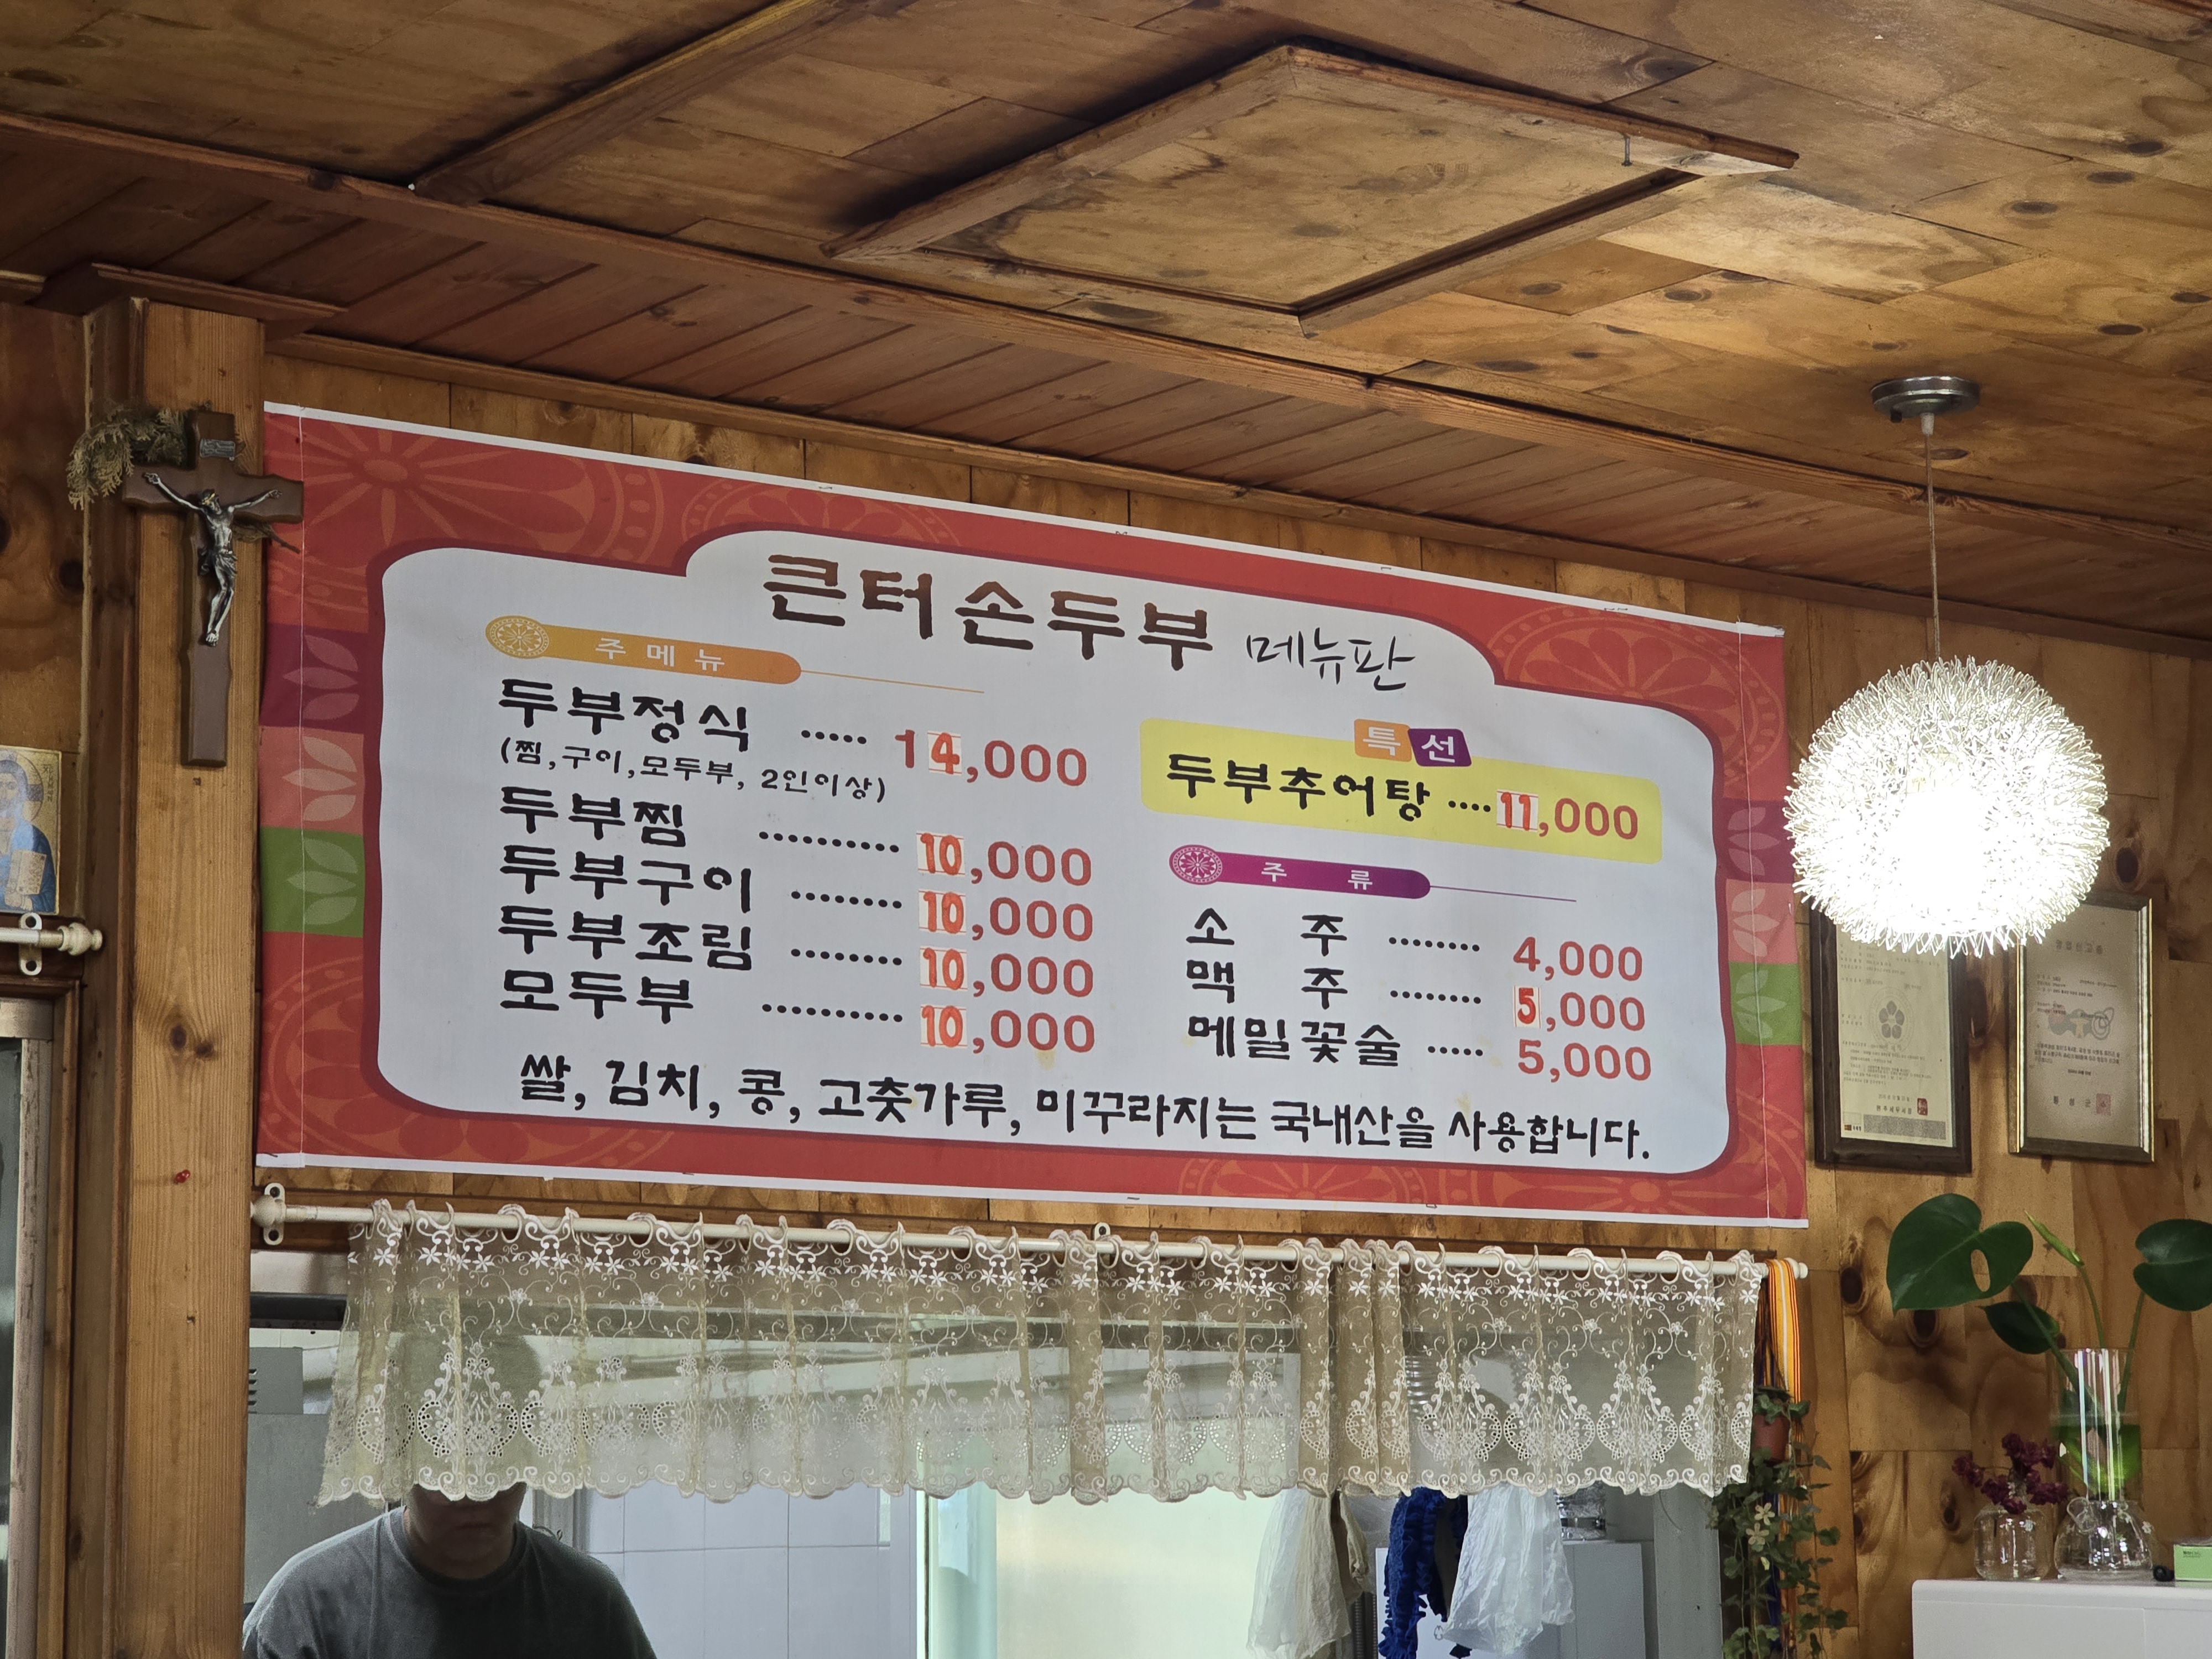 큰터손두부 메뉴판
주메뉴
두부정식 ····· 14,000
(찜,구이,모두부, 2인이상)
두부찜 ·········· 10,000
두부구이 ········ 10,000
두부조림 ········ 10,000
모두부 ·········· 10,000
특선
두부추어탕 ····11,000
주 류
소 주 ········ 4,000
맥 주 ········ 5,000
메밀꽃술 ····· 5,000
쌀, 김치, 콩, 고춧가루, 미꾸라지는 국내산을 사용합니다.